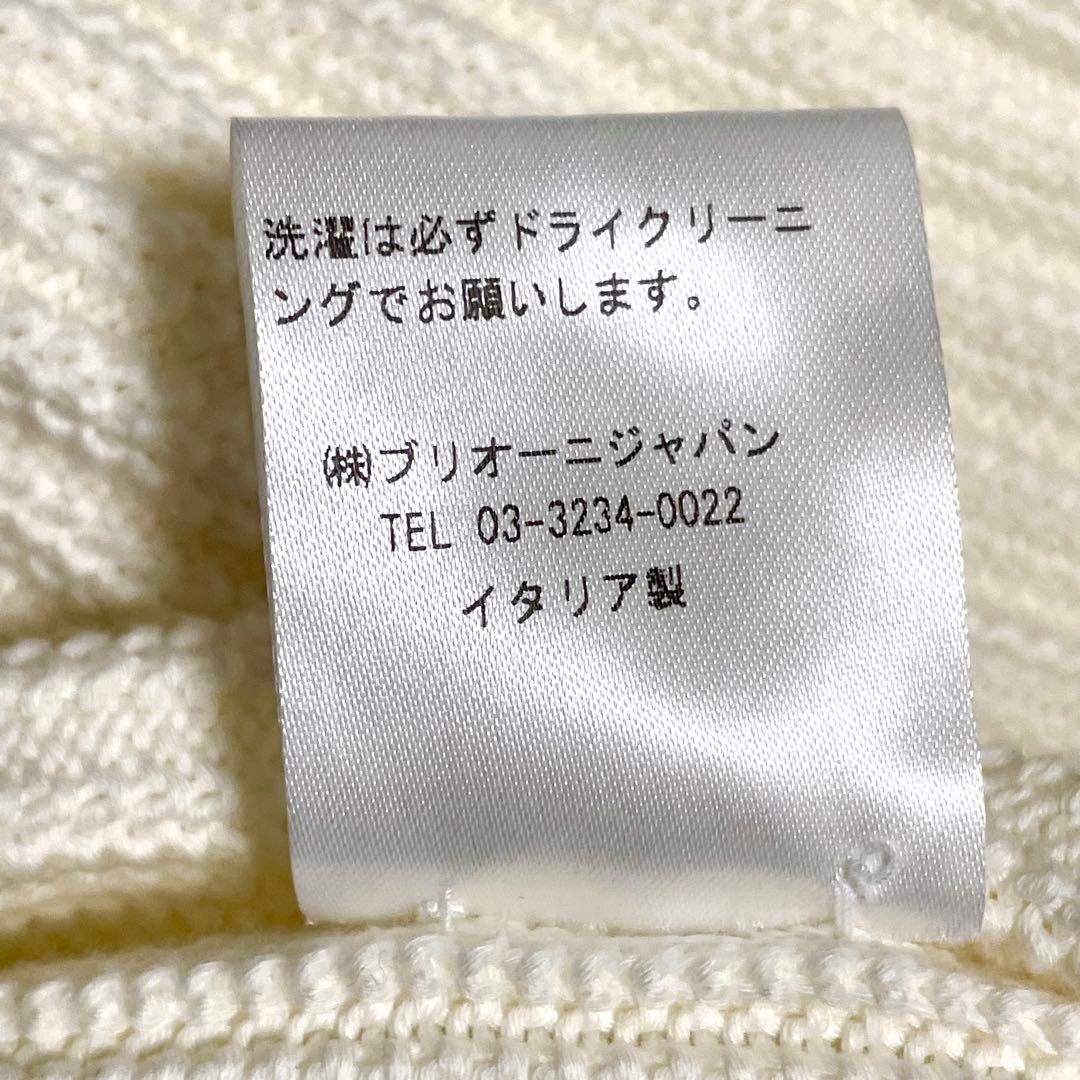 洗濯は必ずドライクリーニ
ングでお願いします。
㈱ブリオーニジャパン
TEL 03-3234-0022
イタリア製